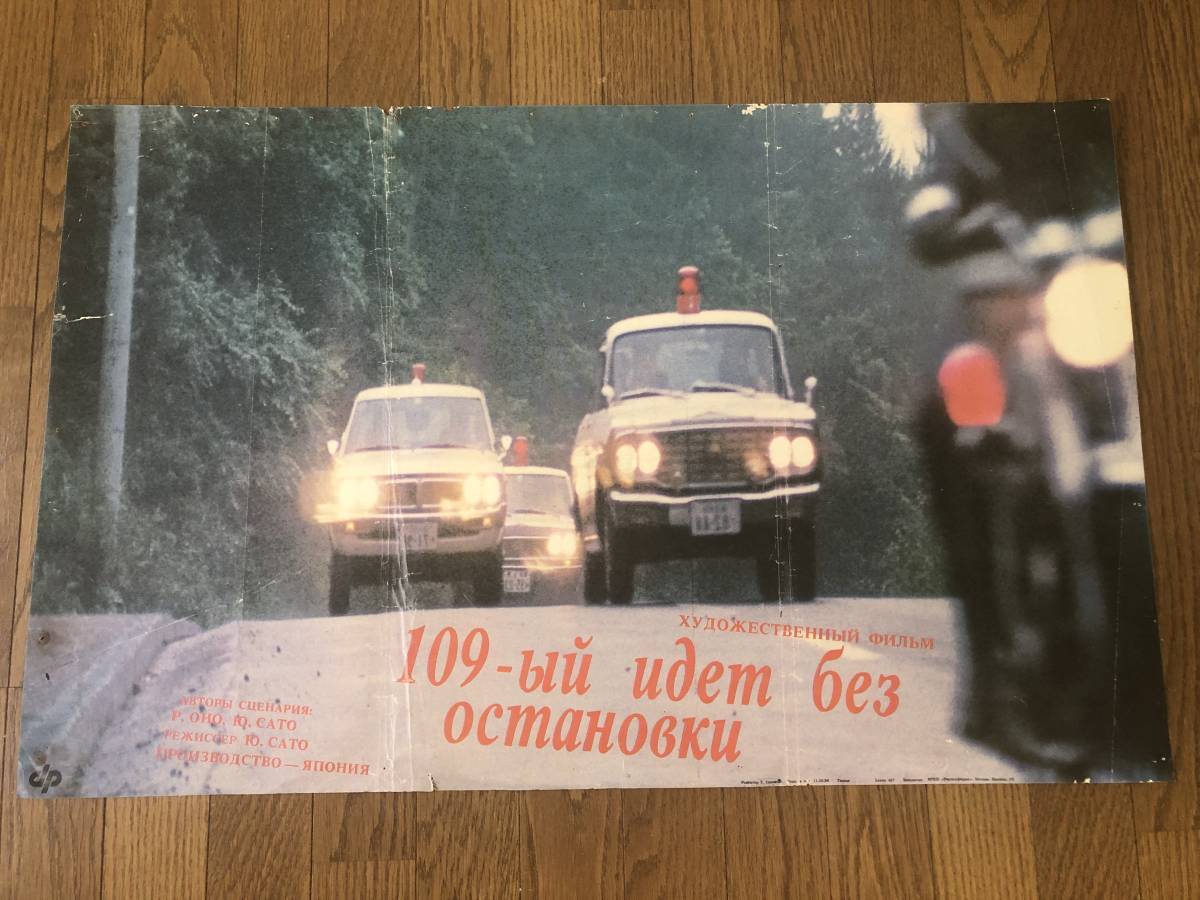 ХУДОЖЕСТВЕННЫЙ ФИЛЬМ
109-ый идет без
остановки
АВТОРЫ СЦЕНАРИЯ:
Р. ОНО, Ю. САТО
РЕЖИССЕР Ю. САТО
ПРОИЗВОДСТВО — ЯПОНИЯ